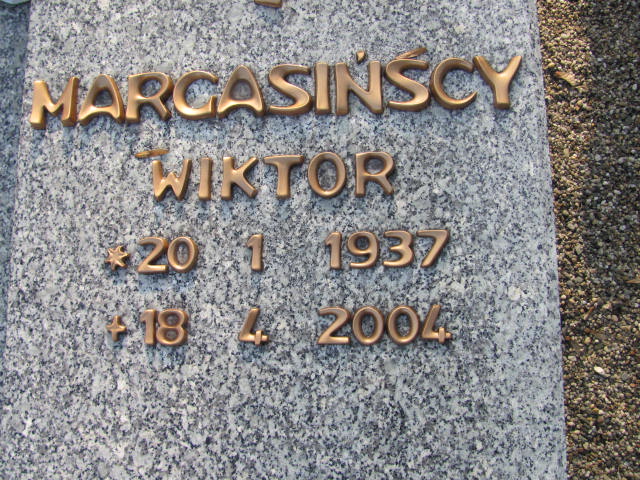 MARGASIŃSCY
WIKTOR
* 20 1 1937
+ 18 4 2004